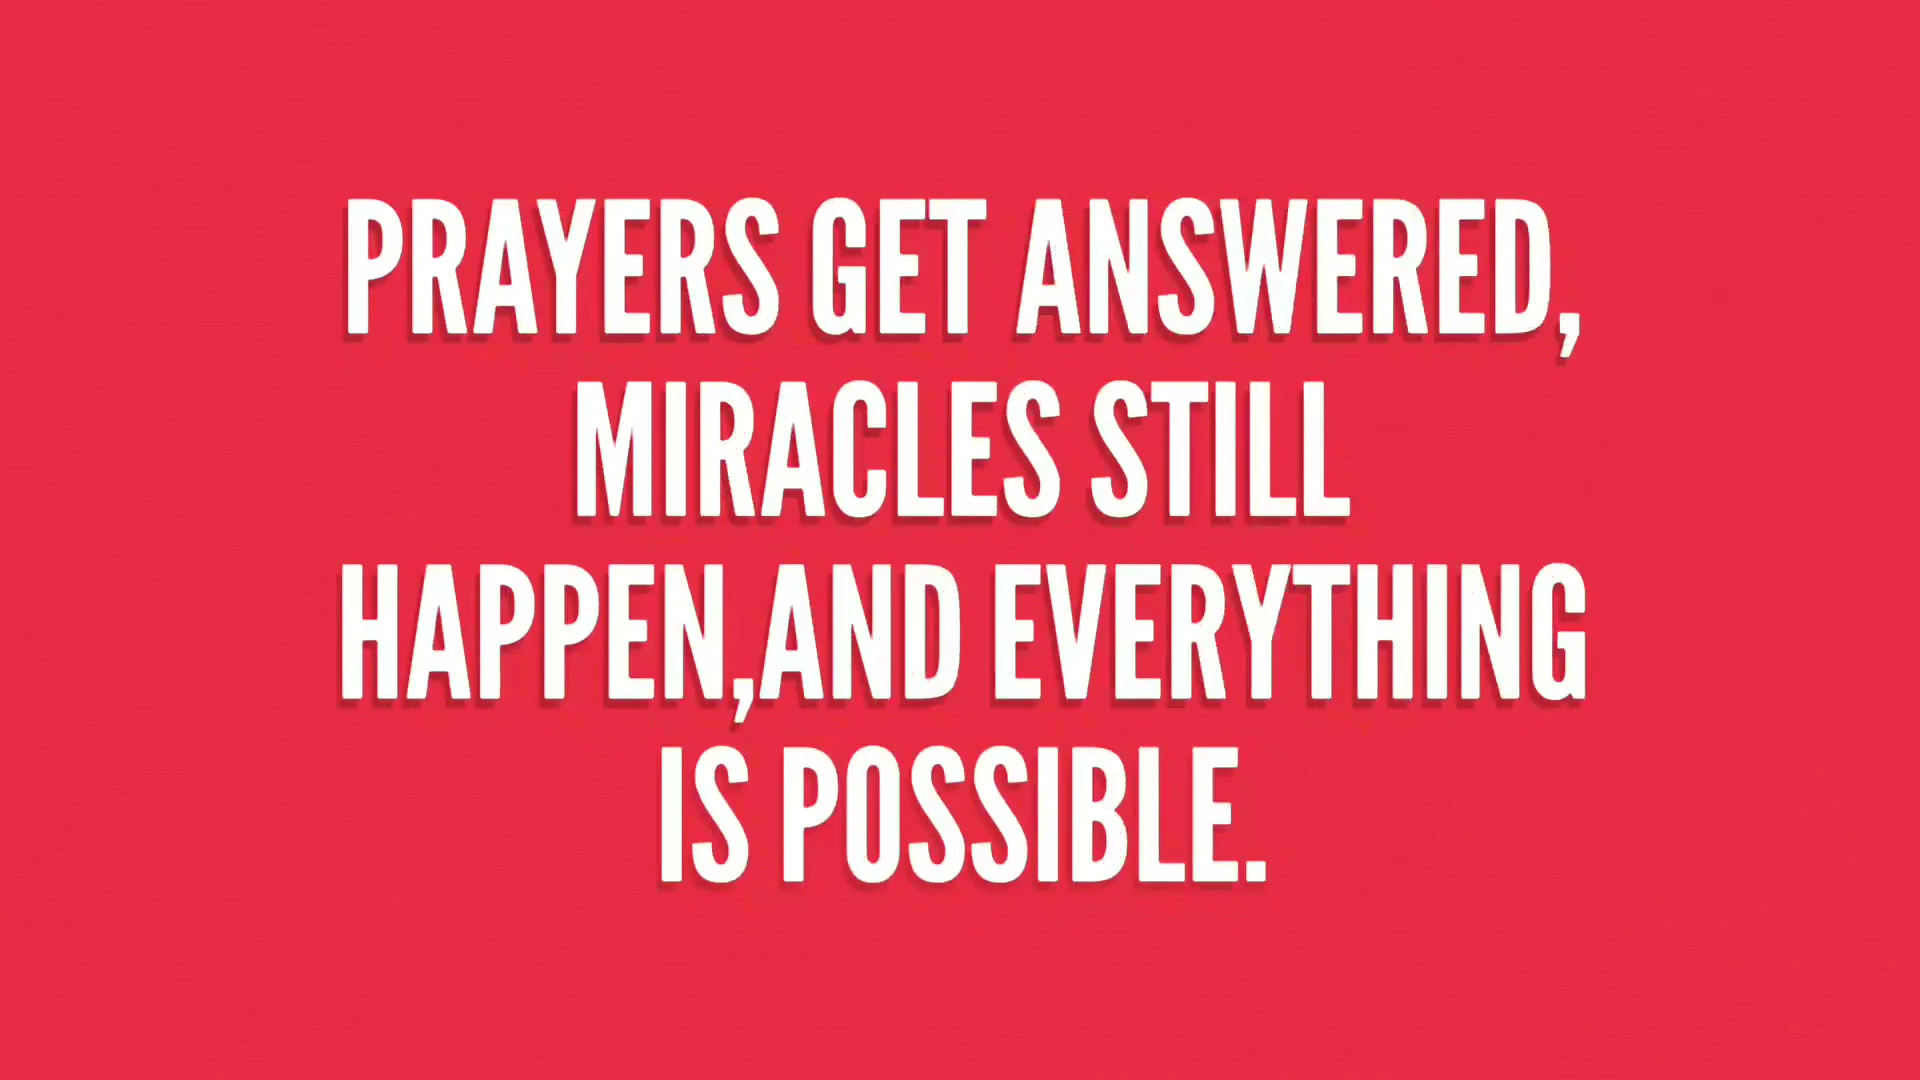 PRAYERS GET ANSWERED,
MIRACLES STILL
HAPPEN,AND EVERYTHING
IS POSSIBLE.